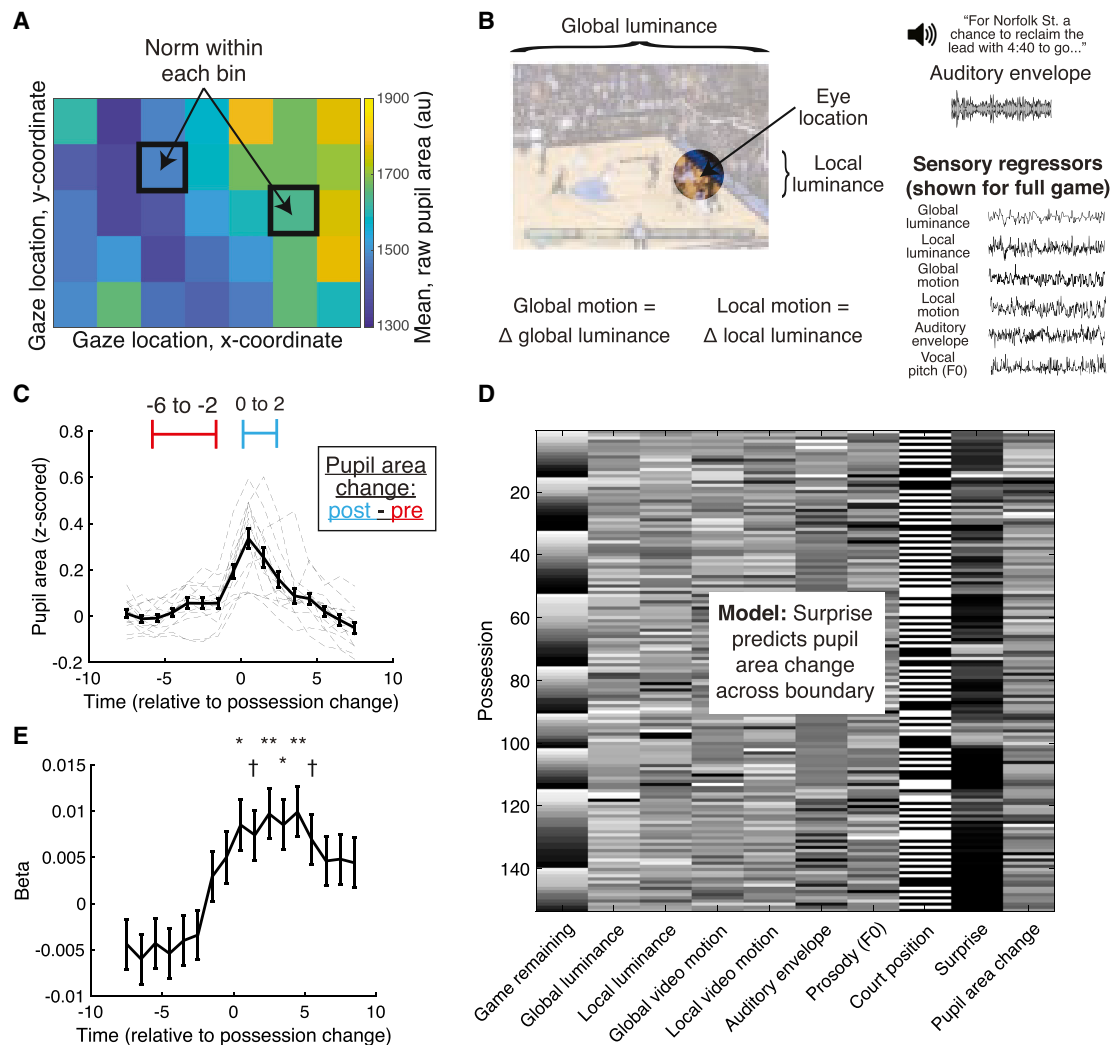 A
Norm within
each bin
Gaze location, y-coordinate
Gaze location, x-coordinate
1900
1700
1500
1300
Mean, raw pupil area (au)
B
Global luminance
Eye
location
Local
luminance
Global motion =
Δ global luminance
Local motion =
Δ local luminance
“For Norfolk St. a
chance to reclaim the
lead with 4:40 to go...”
Auditory envelope
Sensory regressors
(shown for full game)
Global
luminance
Local
luminance
Global
motion
Local
motion
Auditory
envelope
Vocal
pitch (F0)
C
-6 to -2
0 to 2
Pupil area
change:
post - pre
Pupil area (z-scored)
0.8
0.6
0.4
0.2
0
-0.2
-10
-5
0
5
10
Time (relative to possession change)
D
Possession
20
40
60
80
100
120
140
Model: Surprise
predicts pupil
area change
across boundary
Game remaining
Global luminance
Local luminance
Global video motion
Local video motion
Auditory envelope
Prosody (F0)
Court position
Surprise
Pupil area change
E
* ** **
† * †
Beta
0.015
0.01
0.005
0
-0.005
-0.01
-10
-5
0
5
10
Time (relative to possession change)